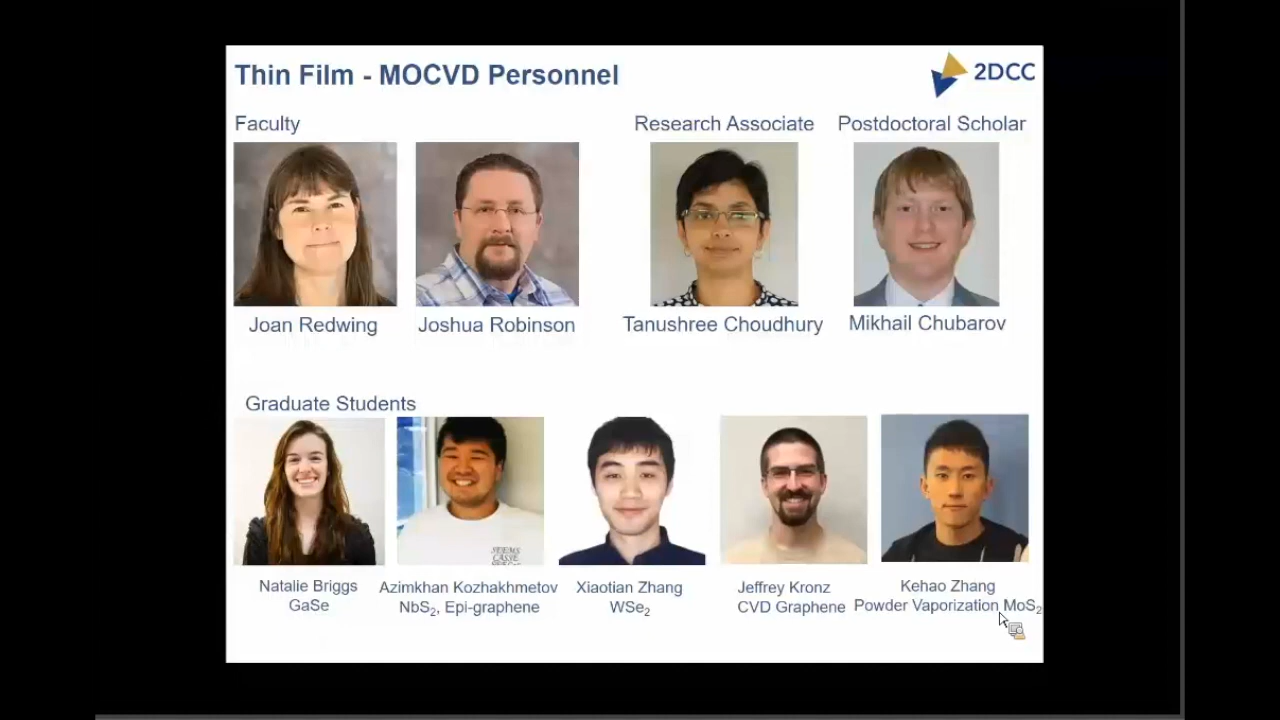 Thin Film - MOCVD Personnel
2DCC
Faculty
Research Associate
Postdoctoral Scholar
Joan Redwing
Joshua Robinson
Tanushree Choudhury
Mikhail Chubarov
Graduate Students
Natalie Briggs
GaSe
Azimkhan Kozhakhmetov
NbS₂, Epi-graphene
Xiaotian Zhang
WSe₂
Jeffrey Kronz
CVD Graphene
Kehao Zhang
Powder Vaporization MoS₂